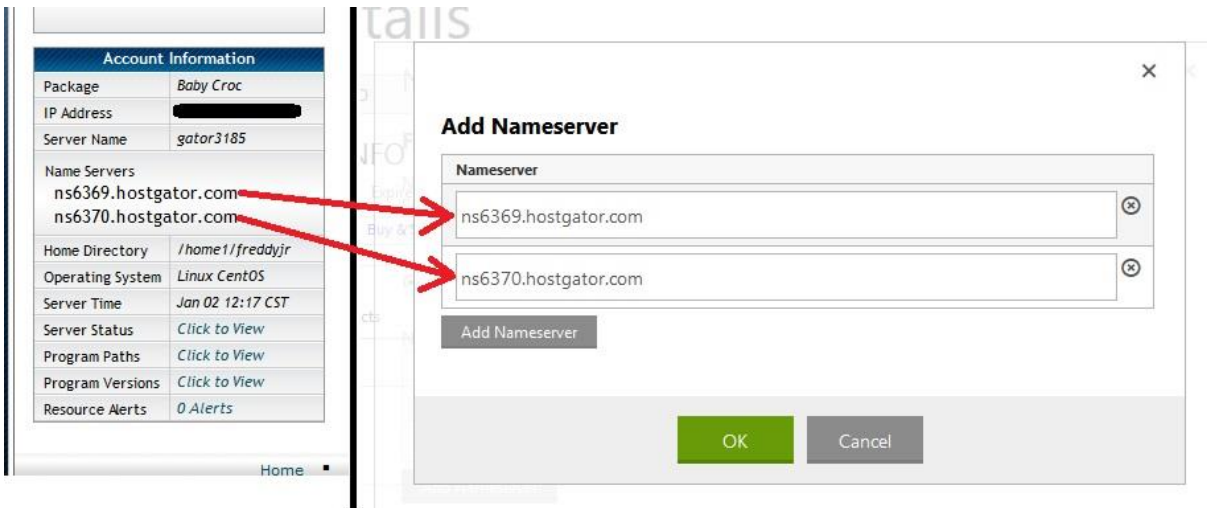 Account Information
Package Baby Croc
IP Address
Server Name gator3185
Name Servers
ns6369.hostgator.com
ns6370.hostgator.com
Home Directory /home1/freddyjr
Operating System Linux CentOS
Server Time Jan 02 12:17 CST
Server Status Click to View
Program Paths Click to View
Program Versions Click to View
Resource Alerts 0 Alerts
Home
tails
Add Nameserver
Nameserver
ns6369.hostgator.com
ns6370.hostgator.com
Add Nameserver
OK Cancel